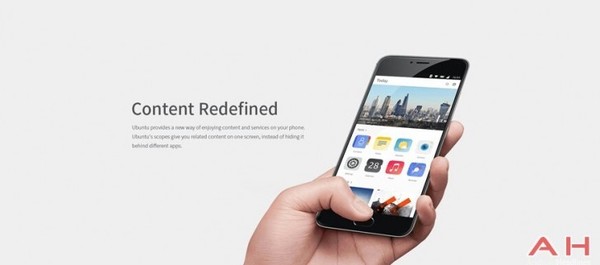 Content Redefined
Ubuntu provides a new way of enjoying content and services on your phone.
Ubuntu's scopes give you related content on one screen, instead of hiding it
behind different apps.
Today
28
AH